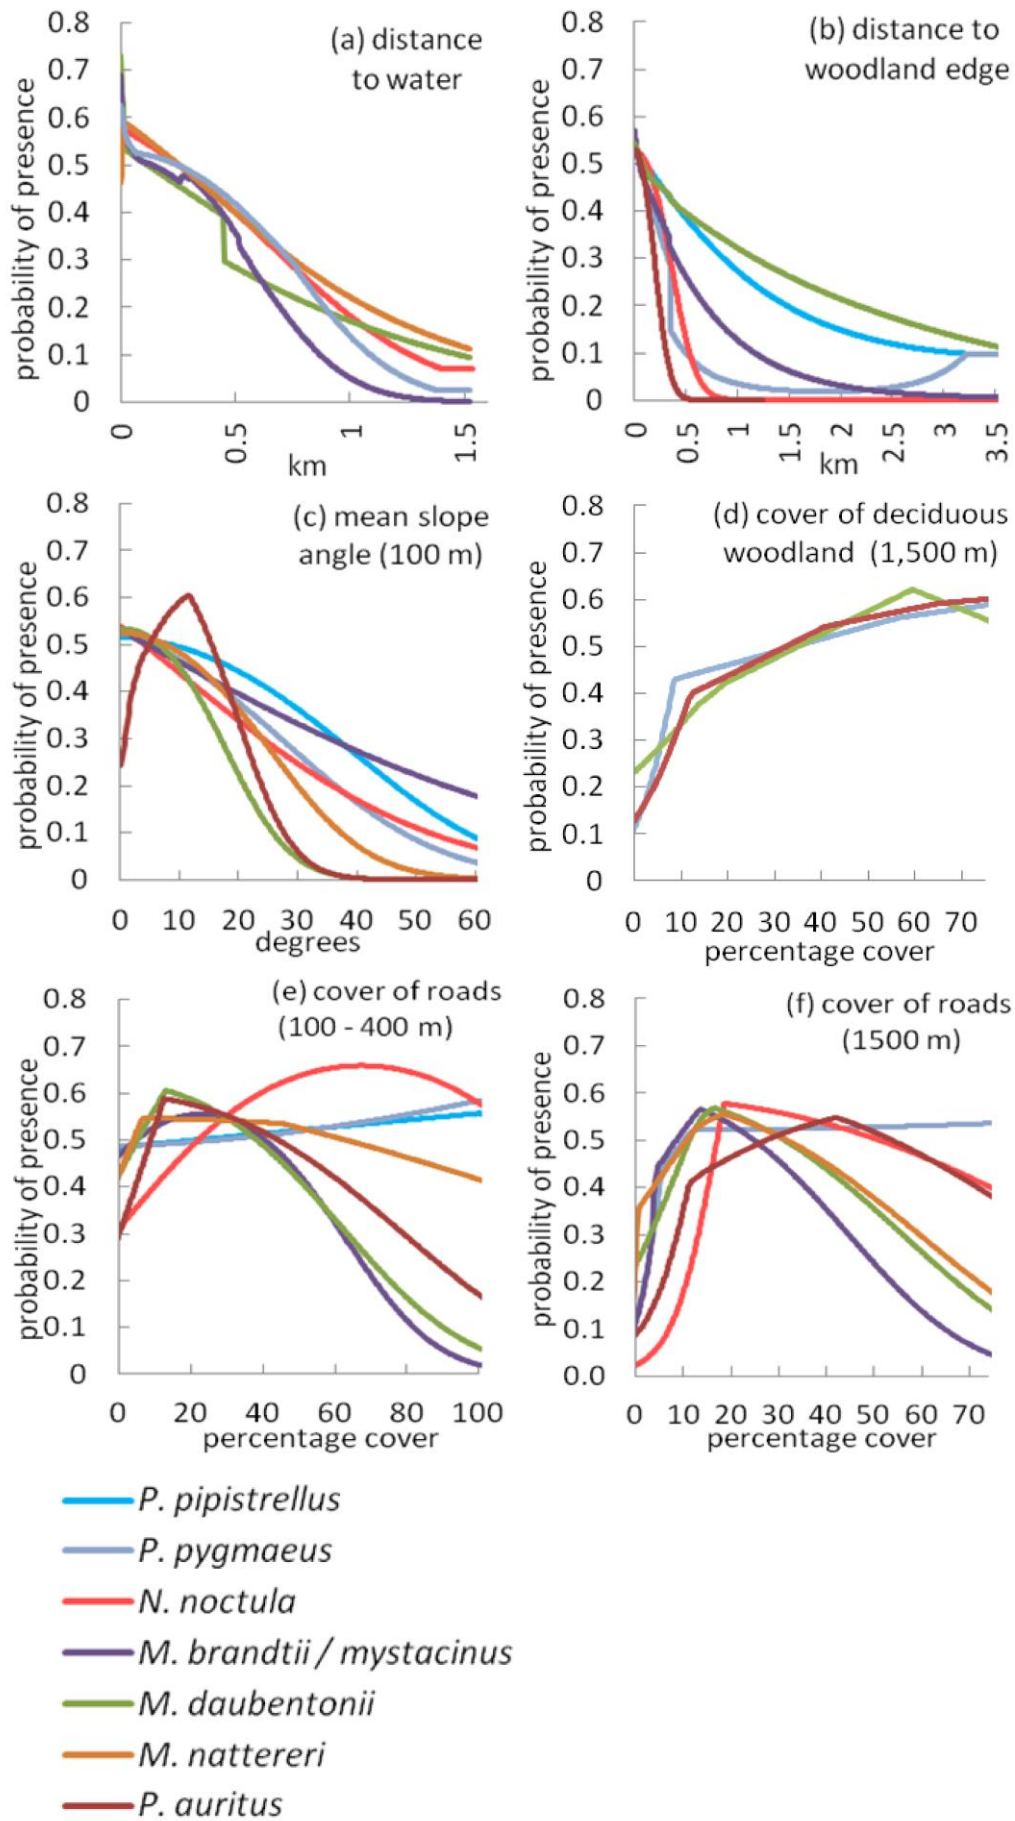 (a) distance
to water
probability of presence
0.8
0.7
0.6
0.5
0.4
0.3
0.2
0.1
0
0
0.5
1
1.5
km
(b) distance to
woodland edge
probability of presence
0.8
0.7
0.6
0.5
0.4
0.3
0.2
0.1
0
0
0.5
1
1.5
2
2.5
3
3.5
km
(c) mean slope
angle (100 m)
probability of presence
0.8
0.7
0.6
0.5
0.4
0.3
0.2
0.1
0
0 10 20 30 40 50 60
degrees
(d) cover of deciduous
woodland (1,500 m)
probability of presence
0.8
0.7
0.6
0.5
0.4
0.3
0.2
0.1
0
0 10 20 30 40 50 60 70
percentage cover
(e) cover of roads
(100 - 400 m)
probability of presence
0.8
0.7
0.6
0.5
0.4
0.3
0.2
0.1
0
0 20 40 60 80 100
percentage cover
(f) cover of roads
(1500 m)
probability of presence
0.8
0.7
0.6
0.5
0.4
0.3
0.2
0.1
0.0
0 10 20 30 40 50 60 70
percentage cover
P. pipistrellus
P. pygmaeus
N. noctula
M. brandtii / mystacinus
M. daubentonii
M. nattereri
P. auritus